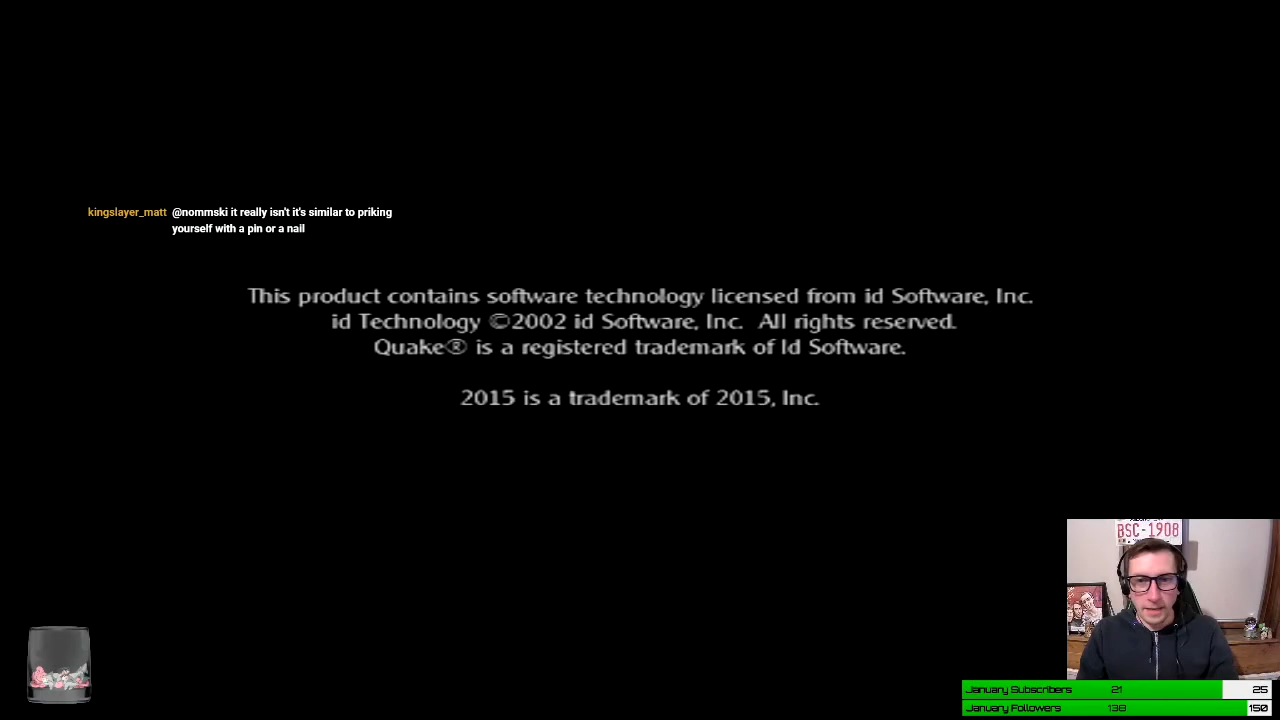 kingslayer_matt @nommski it really isn't it's similar to priking
yourself with a pin or a nail
This product contains software technology licensed from id Software, Inc.
id Technology ©2002 id Software, Inc. All rights reserved.
Quake® is a registered trademark of Id Software.
2015 is a trademark of 2015, Inc.
BSC-1908
January Subscribers 21 25
January Followers 138 150